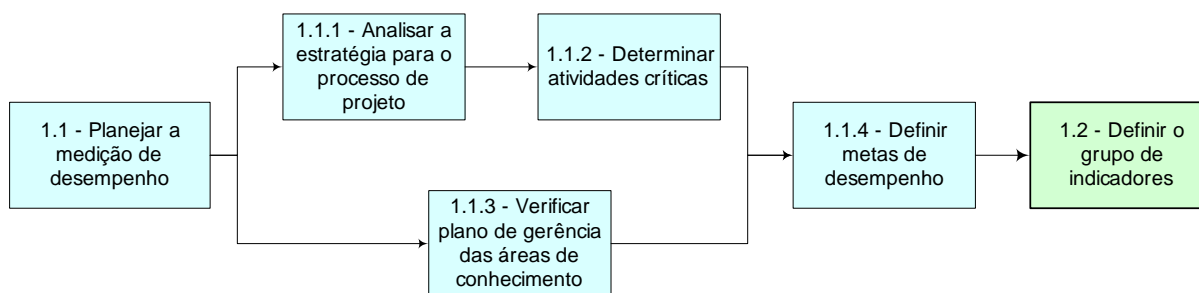 1.1 - Planejar a
medição de
desempenho
1.1.1 - Analisar a
estratégia para o
processo de
projeto
1.1.2 - Determinar
atividades críticas
1.1.3 - Verificar
plano de gerência
das áreas de
conhecimento
1.1.4 - Definir
metas de
desempenho
1.2 - Definir o
grupo de
indicadores